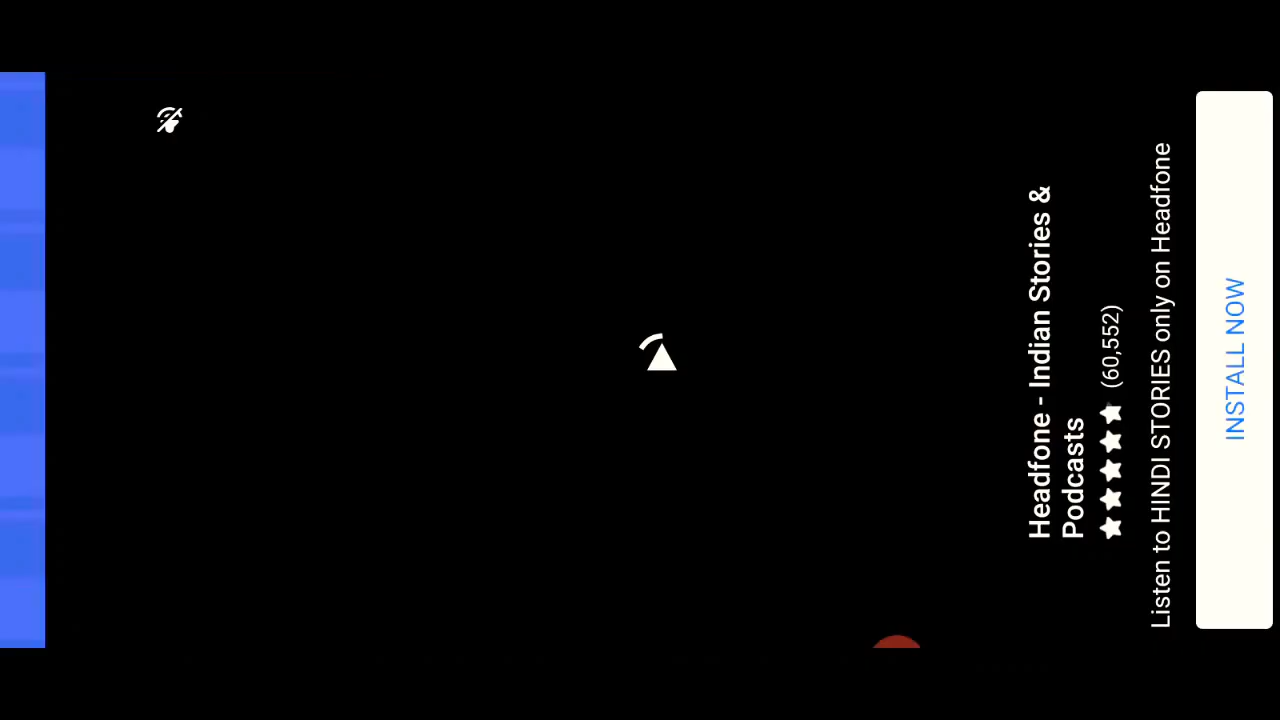 Headfone - Indian Stories &
Podcasts
(60,552)
Listen to HINDI STORIES only on Headfone
INSTALL NOW